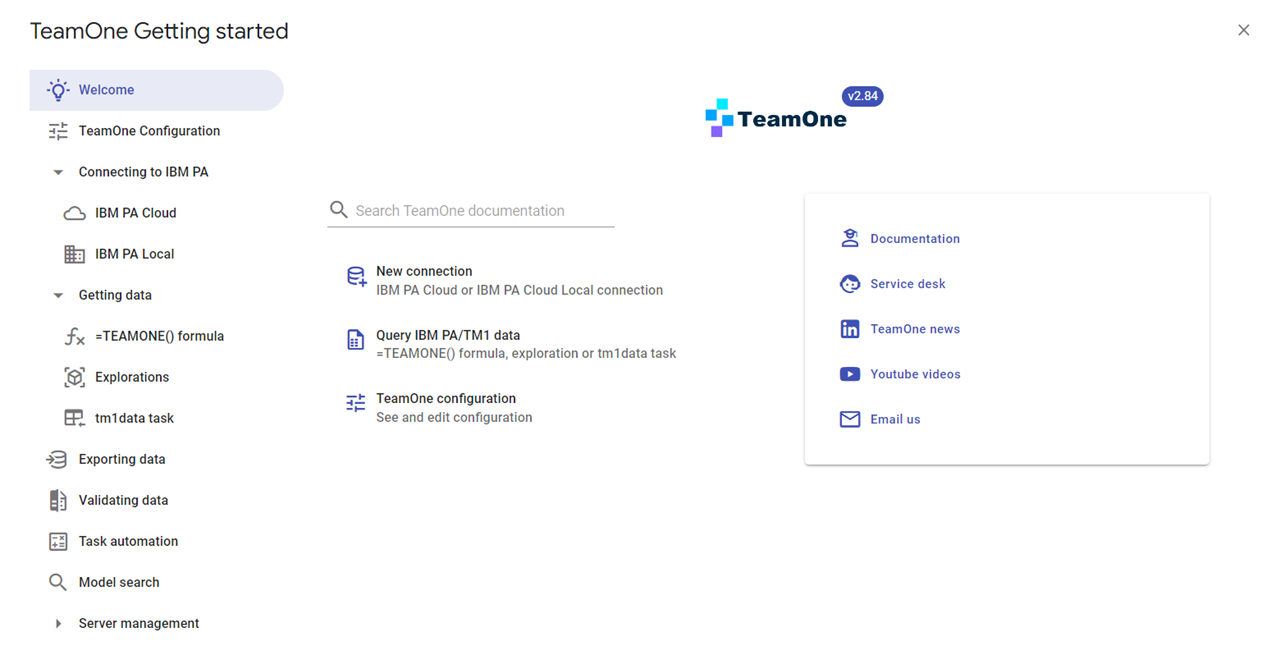 TeamOne Getting started
Welcome
TeamOne Configuration
Connecting to IBM PA
IBM PA Cloud
IBM PA Local
Getting data
=TEAMONE() formula
Explorations
tm1data task
Exporting data
Validating data
Task automation
Model search
Server management
v2.84
TeamOne
Search TeamOne documentation
New connection
IBM PA Cloud or IBM PA Cloud Local connection
Query IBM PA/TM1 data
=TEAMONE() formula, exploration or tm1data task
TeamOne configuration
See and edit configuration
Documentation
Service desk
TeamOne news
Youtube videos
Email us